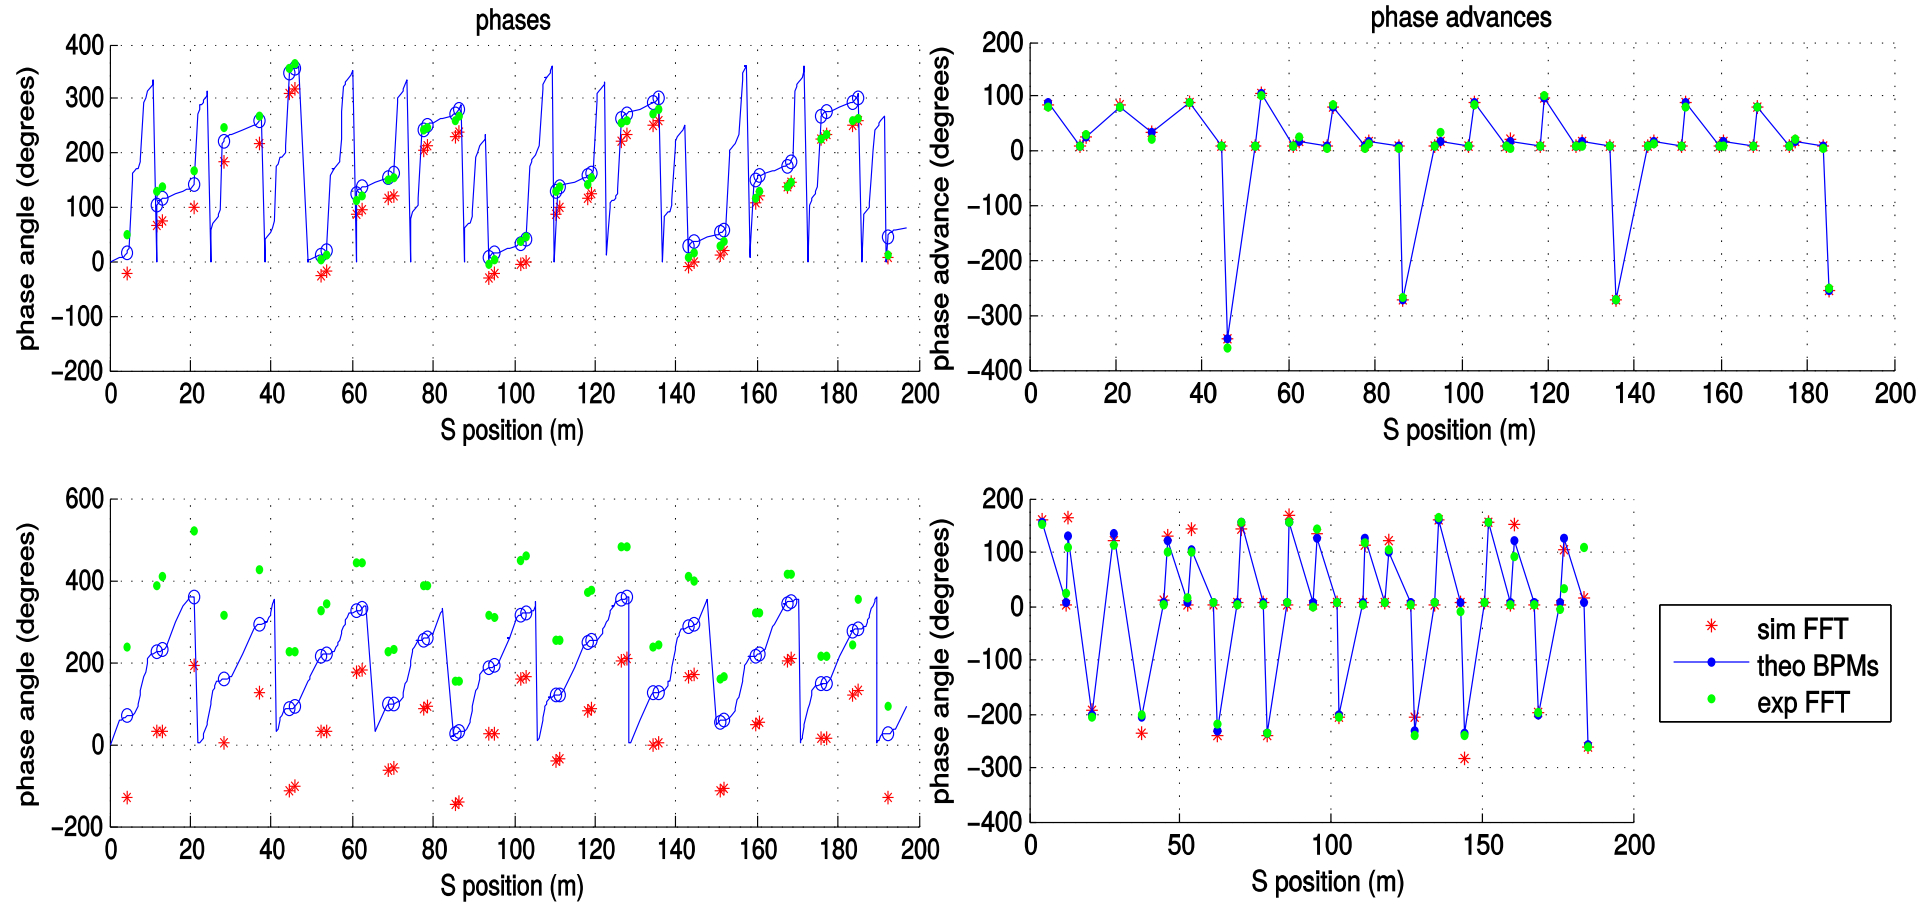 phases
phase angle (degrees)
400
300
200
100
0
−100
−200
0 20 40 60 80 100 120 140 160 180 200
S position (m)
phase advances
phase advance (degrees)
200
100
0
−100
−200
−300
−400
0 20 40 60 80 100 120 140 160 180 200
S position (m)
phase angle (degrees)
600
400
200
0
−200
0 20 40 60 80 100 120 140 160 180 200
S position (m)
phase angle (degrees)
200
100
0
−100
−200
−300
−400
0 50 100 150 200
S position (m)
sim FFT
theo BPMs
exp FFT